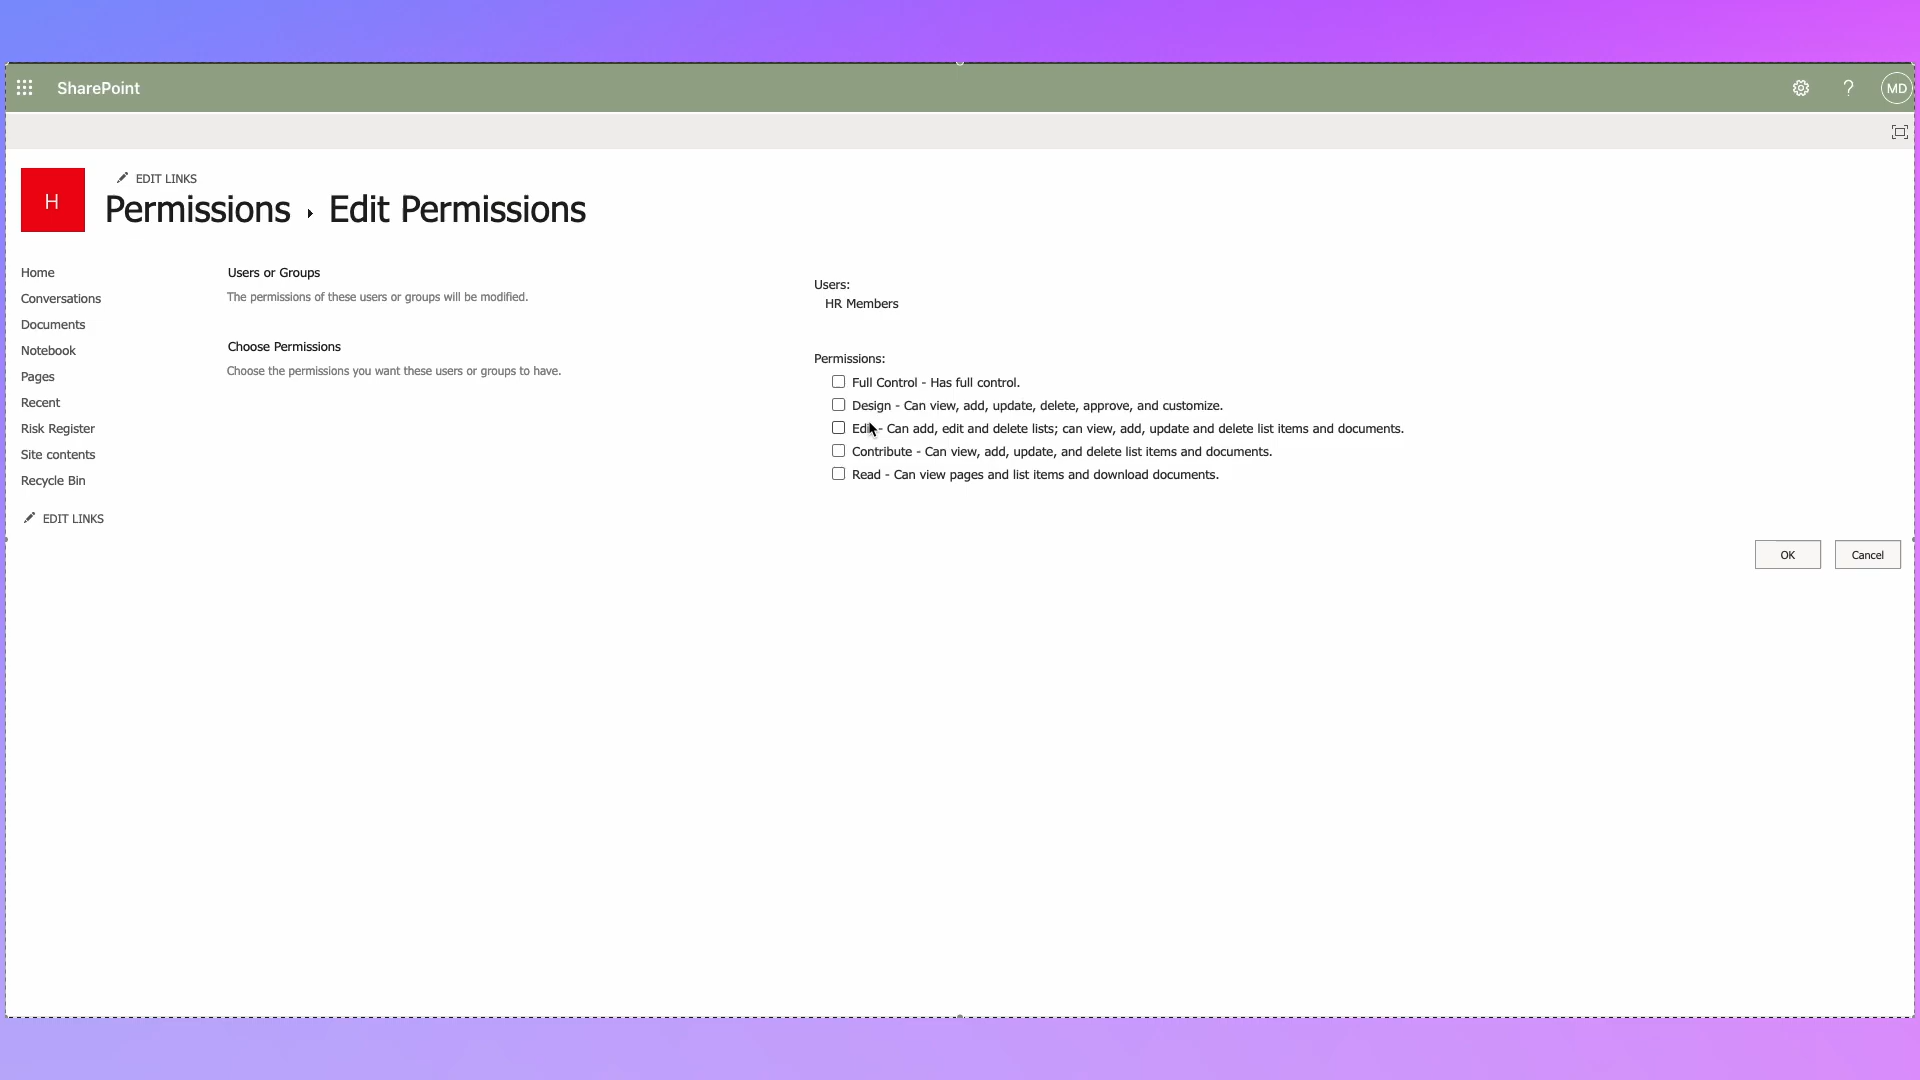 SharePoint
?
MD
H
EDIT LINKS
Permissions ▸ Edit Permissions
Home
Conversations
Documents
Notebook
Pages
Recent
Risk Register
Site contents
Recycle Bin
EDIT LINKS
Users or Groups
The permissions of these users or groups will be modified.
Choose Permissions
Choose the permissions you want these users or groups to have.
Users:
HR Members
Permissions:
Full Control - Has full control.
Design - Can view, add, update, delete, approve, and customize.
Edit - Can add, edit and delete lists; can view, add, update and delete list items and documents.
Contribute - Can view, add, update, and delete list items and documents.
Read - Can view pages and list items and download documents.
OK
Cancel